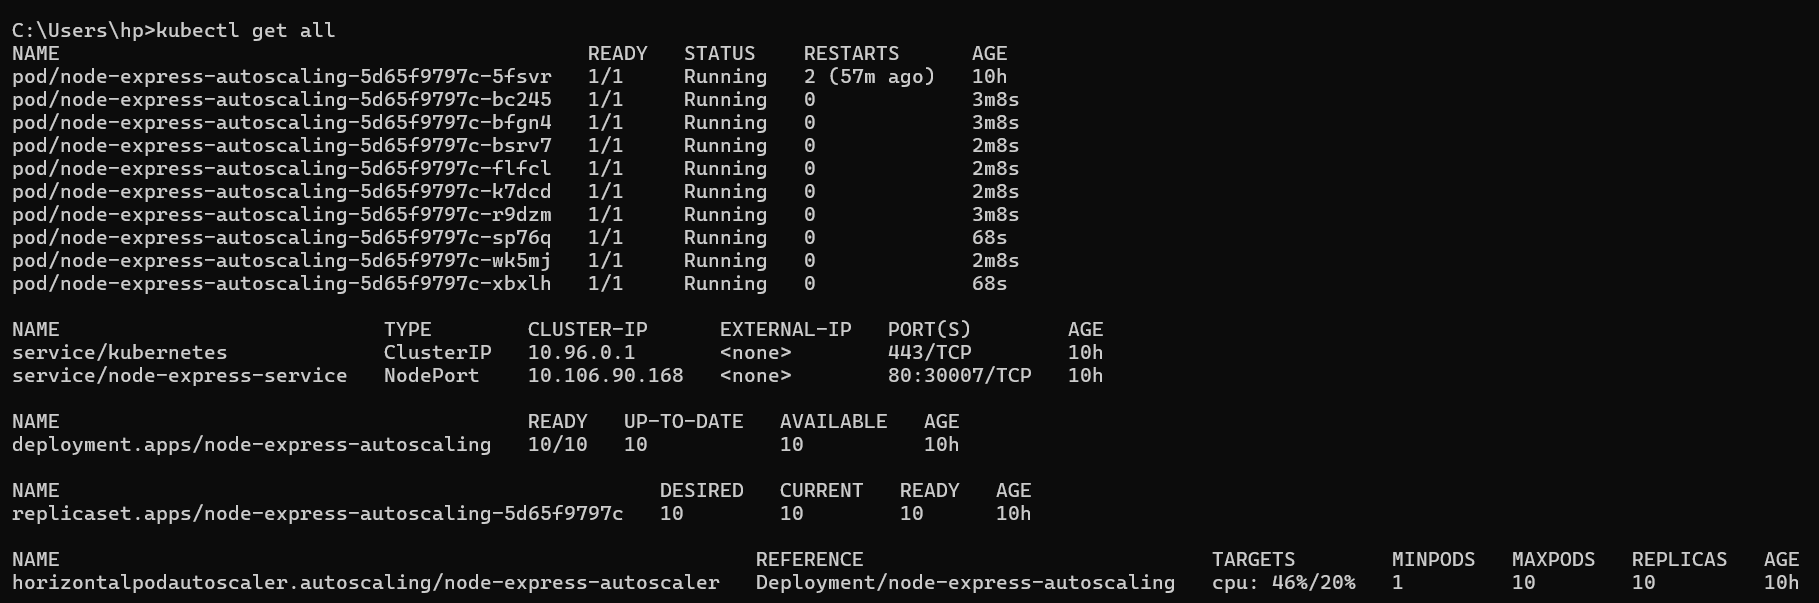 C:\Users\hp>kubectl get all
NAME                                            READY   STATUS    RESTARTS      AGE
pod/node-express-autoscaling-5d65f9797c-5fsvr   1/1     Running   2 (57m ago)   10h
pod/node-express-autoscaling-5d65f9797c-bc245   1/1     Running   0             3m8s
pod/node-express-autoscaling-5d65f9797c-bfgn4   1/1     Running   0             3m8s
pod/node-express-autoscaling-5d65f9797c-bsrv7   1/1     Running   0             2m8s
pod/node-express-autoscaling-5d65f9797c-flfcl   1/1     Running   0             2m8s
pod/node-express-autoscaling-5d65f9797c-k7dcd   1/1     Running   0             2m8s
pod/node-express-autoscaling-5d65f9797c-r9dzm   1/1     Running   0             3m8s
pod/node-express-autoscaling-5d65f9797c-sp76q   1/1     Running   0             68s
pod/node-express-autoscaling-5d65f9797c-wk5mj   1/1     Running   0             2m8s
pod/node-express-autoscaling-5d65f9797c-xbxlh   1/1     Running   0             68s
NAME                           TYPE        CLUSTER-IP      EXTERNAL-IP   PORT(S)        AGE
service/kubernetes             ClusterIP   10.96.0.1       <none>        443/TCP        10h
service/node-express-service   NodePort    10.106.90.168   <none>        80:30007/TCP   10h
NAME                                       READY   UP-TO-DATE   AVAILABLE   AGE
deployment.apps/node-express-autoscaling   10/10   10           10          10h
NAME                                                  DESIRED   CURRENT   READY   AGE
replicaset.apps/node-express-autoscaling-5d65f9797c   10        10        10      10h
NAME                                                          REFERENCE                             TARGETS        MINPODS   MAXPODS   REPLICAS   AGE
horizontalpodautoscaler.autoscaling/node-express-autoscaler   Deployment/node-express-autoscaling   cpu: 46%/20%   1         10        10         10h